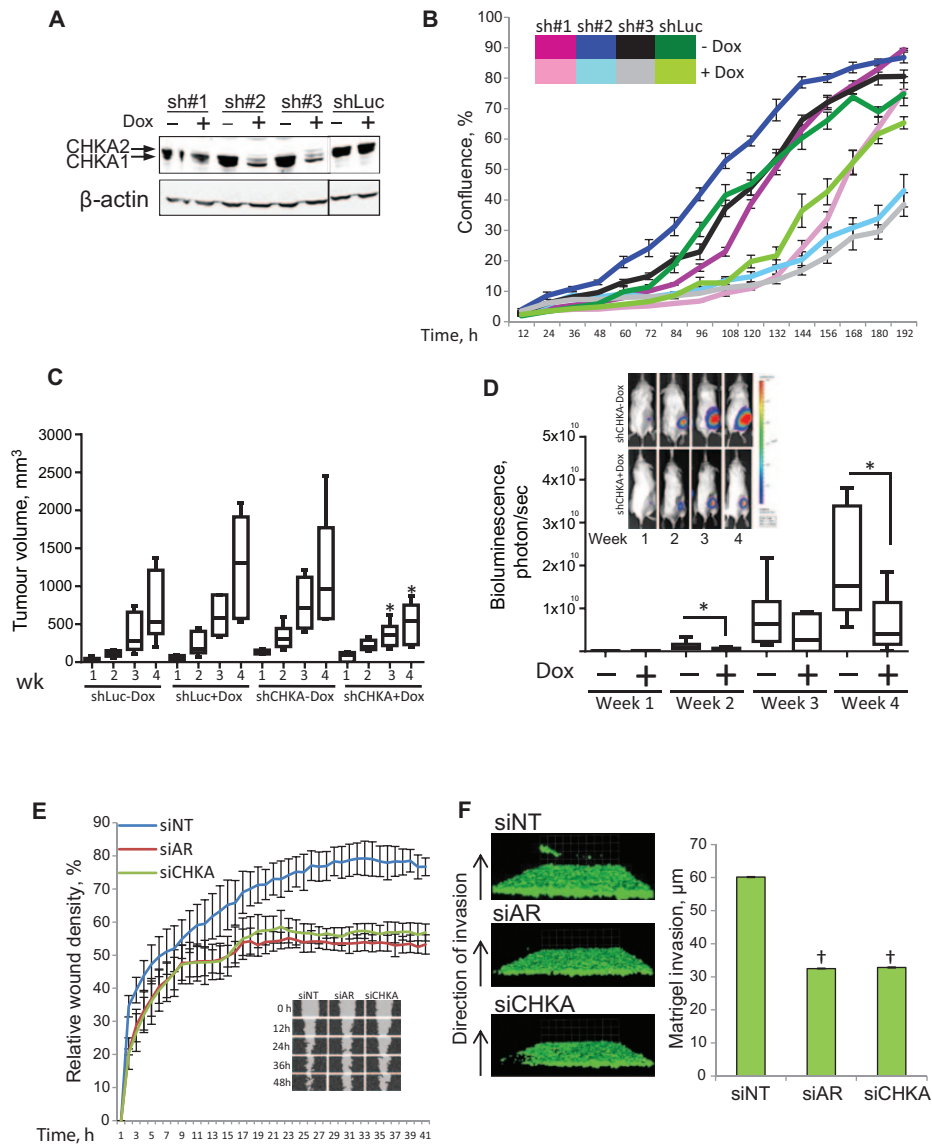 A
sh#1 sh#2 sh#3 shLuc
Dox – + – + – + – +
CHKA2
CHKA1
β-actin
B
sh#1 sh#2 sh#3 shLuc
- Dox
+ Dox
Confluence, %
90
80
70
60
50
40
30
20
10
0
Time, h
12 24 36 48 60 72 84 96 108 120 132 144 156 168 180 192
C
Tumour volume, mm³
3000
2500
2000
1500
1000
500
0
* *
wk
1 2 3 4 1 2 3 4 1 2 3 4 1 2 3 4
shLuc-Dox shLuc+Dox shCHKA-Dox shCHKA+Dox
D
shCHKA-Dox
shCHKA+Dox
Week 1 2 3 4
Bioluminescence, photon/sec
5x10¹⁰
4x10¹⁰
3x10¹⁰
2x10¹⁰
1x10¹⁰
* *
Dox – + – + – + – +
Week 1 Week 2 Week 3 Week 4
E
siNT
siAR
siCHKA
Relative wound density, %
90
80
70
60
50
40
30
20
10
0
siNT siAR siCHKA
0 h
12h
24h
36h
48h
Time, h
1 3 5 7 9 11 13 15 17 19 21 23 25 27 29 31 33 35 37 39 41
F
siNT
siAR
siCHKA
Direction of invasion
Matrigel invasion, µm
70
60
50
40
30
20
10
0
† †
siNT siAR siCHKA